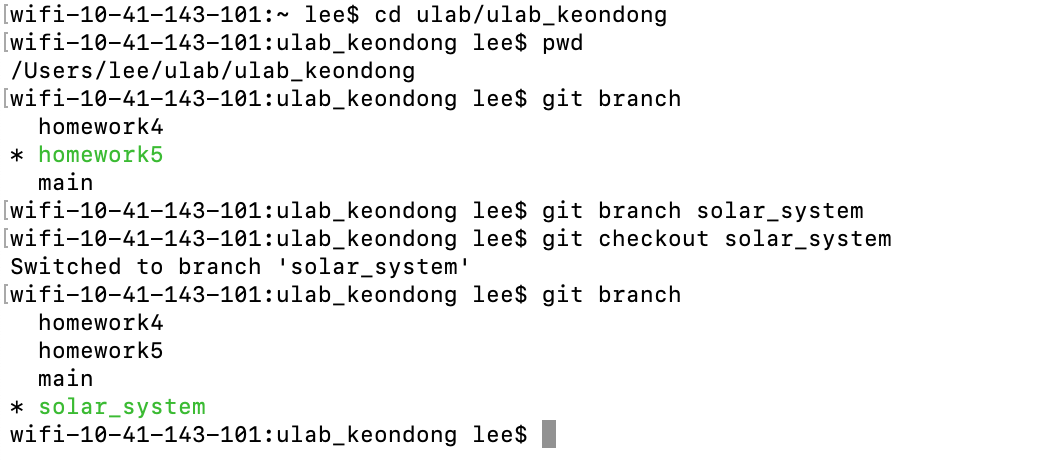 [wifi-10-41-143-101:~ lee$ cd ulab/ulab_keondong
[wifi-10-41-143-101:ulab_keondong lee$ pwd
/Users/lee/ulab/ulab_keondong
[wifi-10-41-143-101:ulab_keondong lee$ git branch
  homework4
* homework5
  main
[wifi-10-41-143-101:ulab_keondong lee$ git branch solar_system
[wifi-10-41-143-101:ulab_keondong lee$ git checkout solar_system
Switched to branch 'solar_system'
[wifi-10-41-143-101:ulab_keondong lee$ git branch
  homework4
  homework5
  main
* solar_system
wifi-10-41-143-101:ulab_keondong lee$